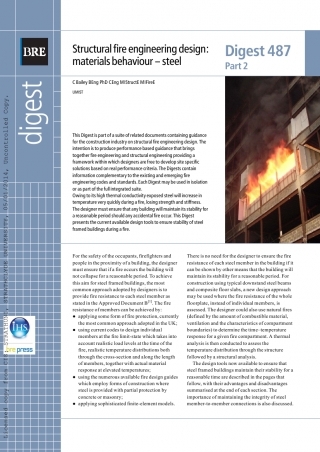 BRE
digest
Structural fire engineering design:
materials behaviour – steel
Digest 487
Part 2
C Bailey BEng PhD CEng MIStructE MIFireE
UMIST
This Digest is part of a suite of related documents containing guidance
for the construction industry on structural fire engineering design. The
intention is to produce performance-based guidance that brings
together fire engineering and structural engineering providing a
framework within which designers are free to develop site specific
solutions based on real performance criteria. The Digests contain
information complementary to the existing and emerging fire
engineering codes and standards. Each Digest may be used in isolation
or as part of the full integrated suite.
Owing to its high thermal conductivity exposed steel will increase in
temperature very quickly during a fire, losing strength and stiffness.
The designer must ensure that any building will maintain its stability for
a reasonable period should any accidental fire occur. This Digest
presents the current available design tools to ensure stability of steel
framed buildings during a fire.
For the safety of the occupants, firefighters and
people in the proximity of a building, the designer
must ensure that if a fire occurs the building will
not collapse for a reasonable period. To achieve
this aim for steel framed buildings, the most
common approach adopted by designers is to
provide fire resistance to each steel member as
stated in the Approved Document B[1]. The fire
resistance of members can be achieved by:
● applying some form of fire protection, currently
the most common approach adopted in the UK;
● using current codes to design individual
members at the fire limit-state which takes into
account realistic load levels at the time of the
fire, realistic temperature distributions both
through the cross-section and along the length
of members, together with actual material
response at elevated temperatures;
● using the numerous available fire design guides
which employ forms of construction where
steel is provided with partial protection by
concrete or masonry;
● applying sophisticated finite-element models.
There is no need for the designer to ensure the fire
resistance of each steel member in the building if it
can be shown by other means that the building will
maintain its stability for a reasonable period. For
construction using typical downstand steel beams
and composite floor slabs, a new design approach
may be used where the resistance of the whole
floorplate, instead of individual members, is
assessed. The designer could also use natural fires
(defined by the amount of combustible material,
ventilation and the characteristics of compartment
boundaries) to determine the time-temperature
response for a given fire compartment. A thermal
analysis is then conducted to assess the
temperature distribution through the structure
followed by a structural analysis.
The design tools now available to ensure that
steel framed buildings maintain their stability for a
reasonable time are described in the pages that
follow, with their advantages and disadvantages
summarised at the end of each section. The
importance of maintaining the integrity of steel
member-to-member connections is also discussed.
IHS
press